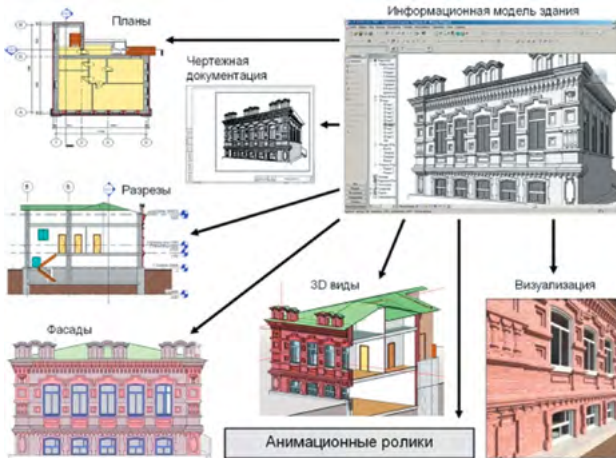 Планы
Информационная модель здания
Чертежная
документация
Разрезы
3D виды
Визуализация
Фасады
Анимационные ролики